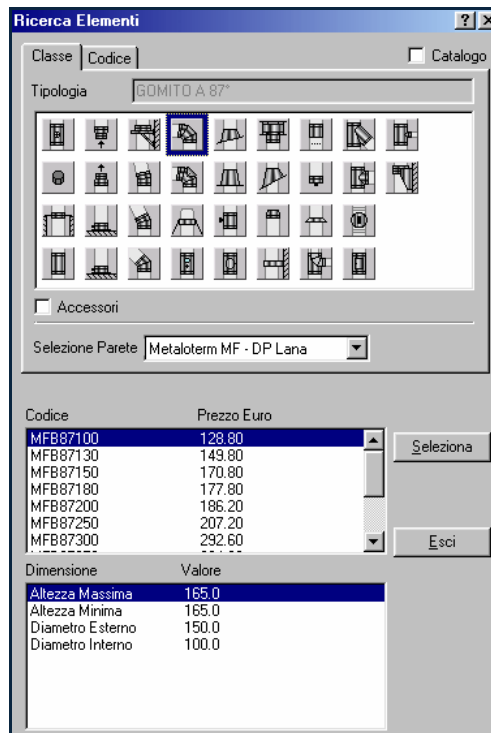 Ricerca Elementi
Classe Codice Catalogo
Tipologia GOMITO A 87°
Accessori
Selezione Parete Metaloterm MF - DP Lana
Codice Prezzo Euro
MFB87100 128.80
MFB87130 149.80
MFB87150 170.80
MFB87180 177.80
MFB87200 186.20
MFB87250 207.20
MFB87300 292.60
Seleziona
Esci
Dimensione Valore
Altezza Massima 165.0
Altezza Minima 165.0
Diametro Esterno 150.0
Diametro Interno 100.0